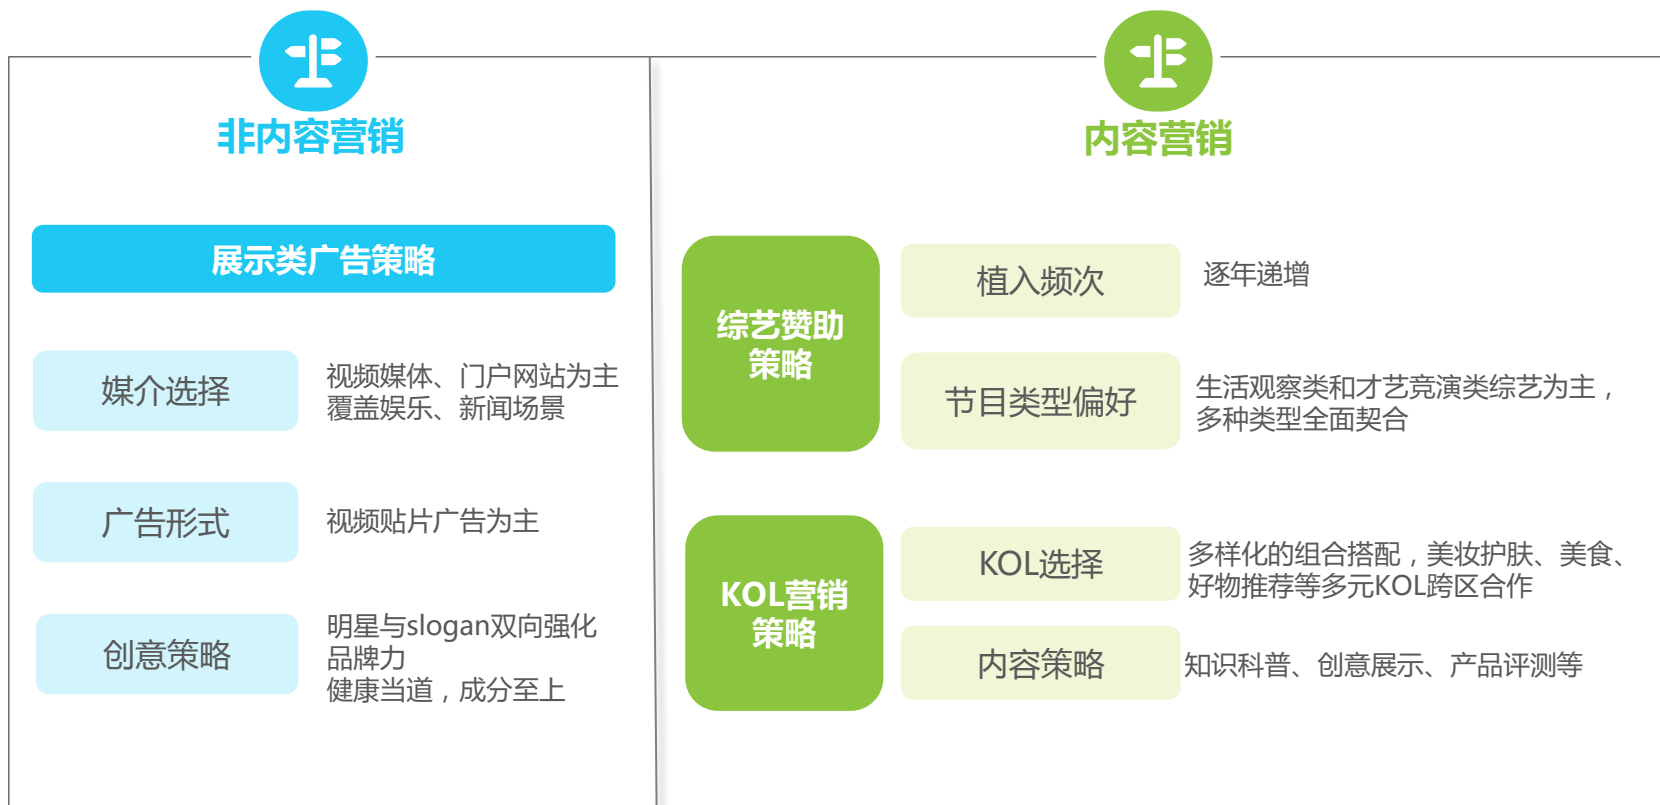 非内容营销
展示类广告策略
媒介选择
视频媒体、门户网站为主
覆盖娱乐、新闻场景
广告形式
视频贴片广告为主
创意策略
明星与slogan双向强化
品牌力
健康当道，成分至上
内容营销
综艺赞助
策略
植入频次
逐年递增
节目类型偏好
生活观察类和才艺竞演类综艺为主，
多种类型全面契合
KOL营销
策略
KOL选择
多样化的组合搭配，美妆护肤、美食、
好物推荐等多元KOL跨区合作
内容策略
知识科普、创意展示、产品评测等